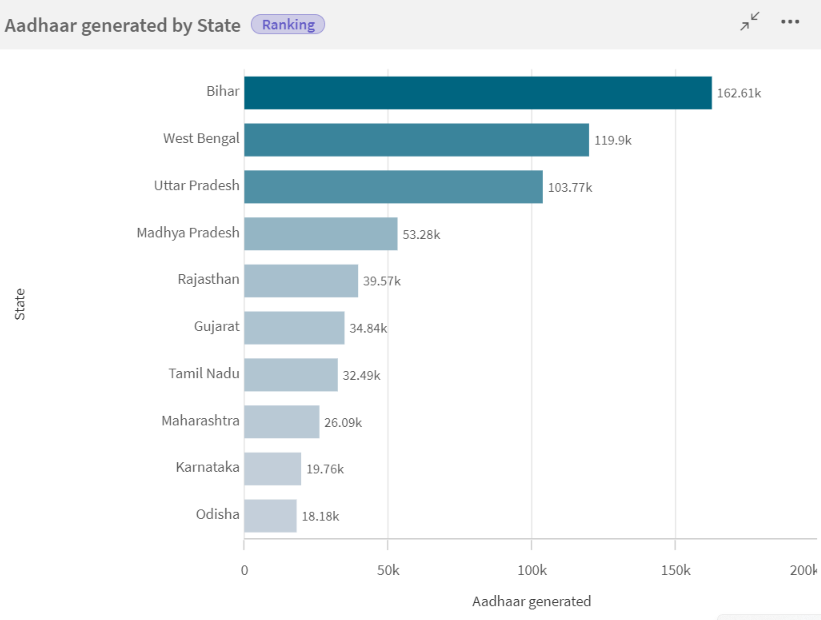 Aadhaar generated by State Ranking
Bihar 162.61k
West Bengal 119.9k
Uttar Pradesh 103.77k
Madhya Pradesh 53.28k
Rajasthan 39.57k
State
Gujarat 34.84k
Tamil Nadu 32.49k
Maharashtra 26.09k
Karnataka 19.76k
Odisha 18.18k
0 50k 100k 150k 200k
Aadhaar generated